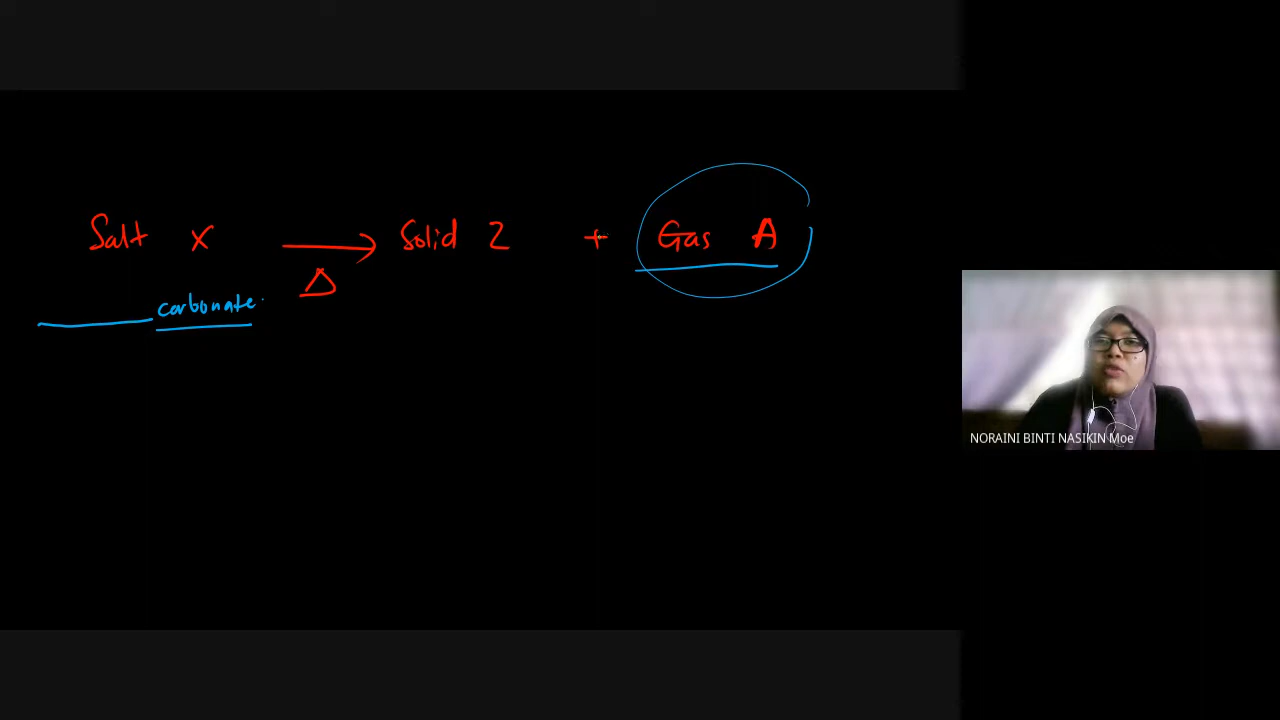 Salt X → Solid Z + Gas A
Δ
carbonate.
NORAINI BINTI NASIKIN Moe